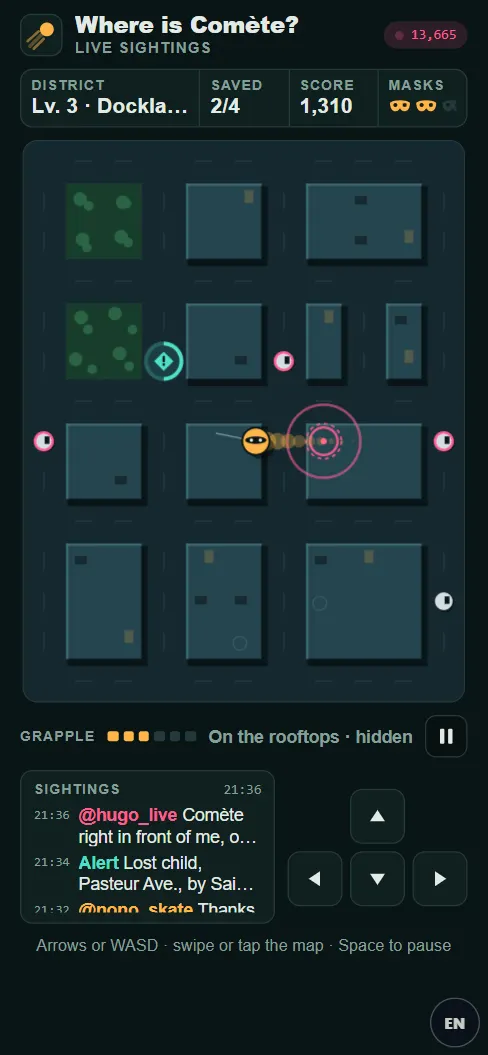 Where is Comète?
LIVE SIGHTINGS
13,665
DISTRICT
Lv. 3 · Dockla…
SAVED
2/4
SCORE
1,310
MASKS
!
GRAPPLE
On the rooftops · hidden
SIGHTINGS
21:36
21:36 @hugo_live Comète
right in front of me, o…
21:34 Alert Lost child,
Pasteur Ave., by Sai…
21:32 @nono_skate Thanks
Arrows or WASD · swipe or tap the map · Space to pause
EN